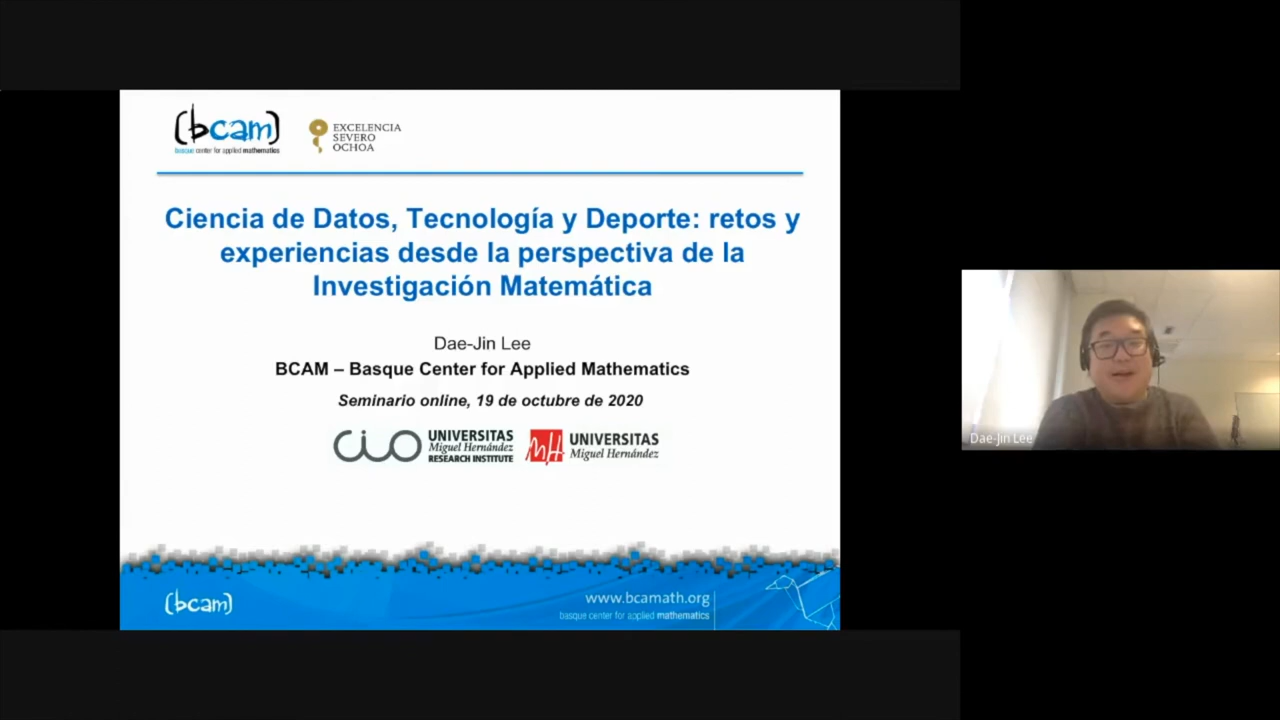 (bcam)
basque center for applied mathematics
EXCELENCIA
SEVERO
OCHOA
Ciencia de Datos, Tecnología y Deporte: retos y
experiencias desde la perspectiva de la
Investigación Matemática
Dae-Jin Lee
BCAM – Basque Center for Applied Mathematics
Seminario online, 19 de octubre de 2020
CIO
UNIVERSITAS
Miguel Hernández
RESEARCH INSTITUTE
MH
UNIVERSITAS
Miguel Hernández
(bcam)
www.bcamath.org
basque center for applied mathematics
Dae-Jin Lee